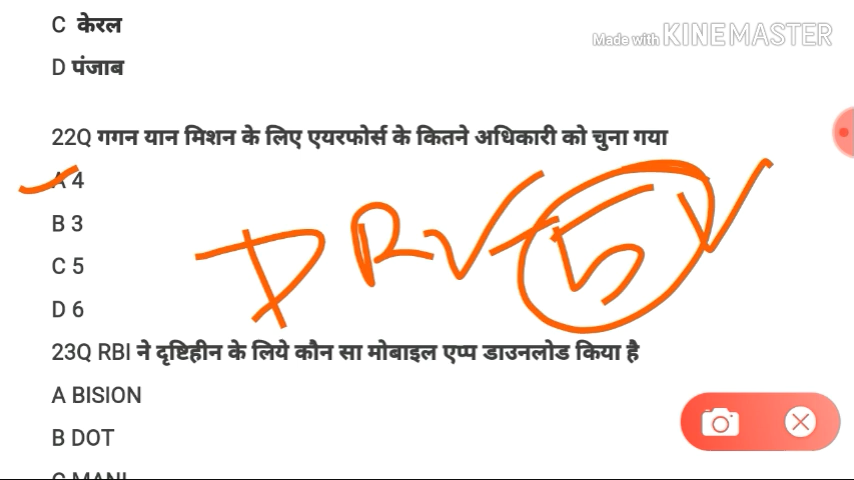 C केरल
Made with KINEMASTER
D पंजाब
22Q गगन यान मिशन के लिए एयरफोर्स के कितने अधिकारी को चुना गया
A 4
B 3
C 5
D 6
23Q RBI ने दृष्टिहीन के लिये कौन सा मोबाइल एप्प डाउनलोड किया है
A BISION
B DOT
C MANI